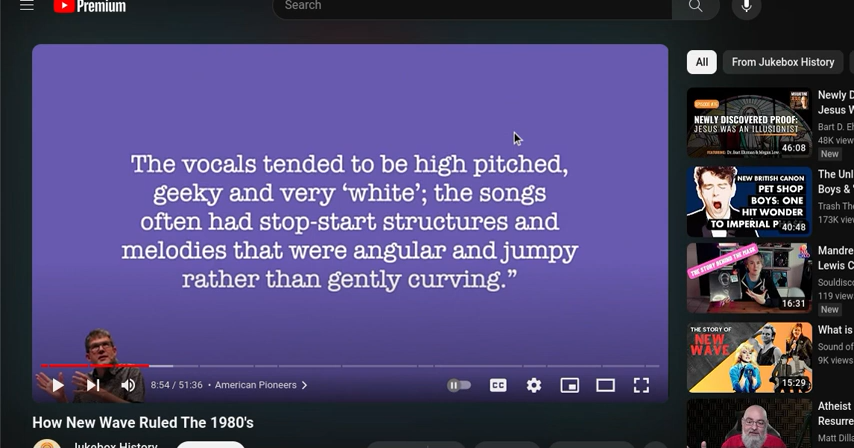 Premium
Search
The vocals tended to be high pitched,
geeky and very ‘white’; the songs
often had stop-start structures and
melodies that were angular and jumpy
rather than gently curving.”
8:54 / 51:36 • American Pioneers
CC
How New Wave Ruled The 1980's
Jukebox History
All
From Jukebox History
NEWLY DISCOVERED PROOF:
JESUS WAS AN ILLUSIONIST
46:08
Newly D
Jesus W
Bart D. E
48K view
New
NEW BRITISH CANON
PET SHOP
BOYS: ONE
HIT WONDER
TO IMPERIAL P
40:48
The Unl
Boys & '
Trash The
173K view
THE STORY BEHIND THE MASK
16:31
Mandre
Lewis C
Souldisco
119 view
New
THE STORY OF
NEW
WAVE
15:29
What is
Sound of
9K views
Atheist
Resurre
Matt Dilla